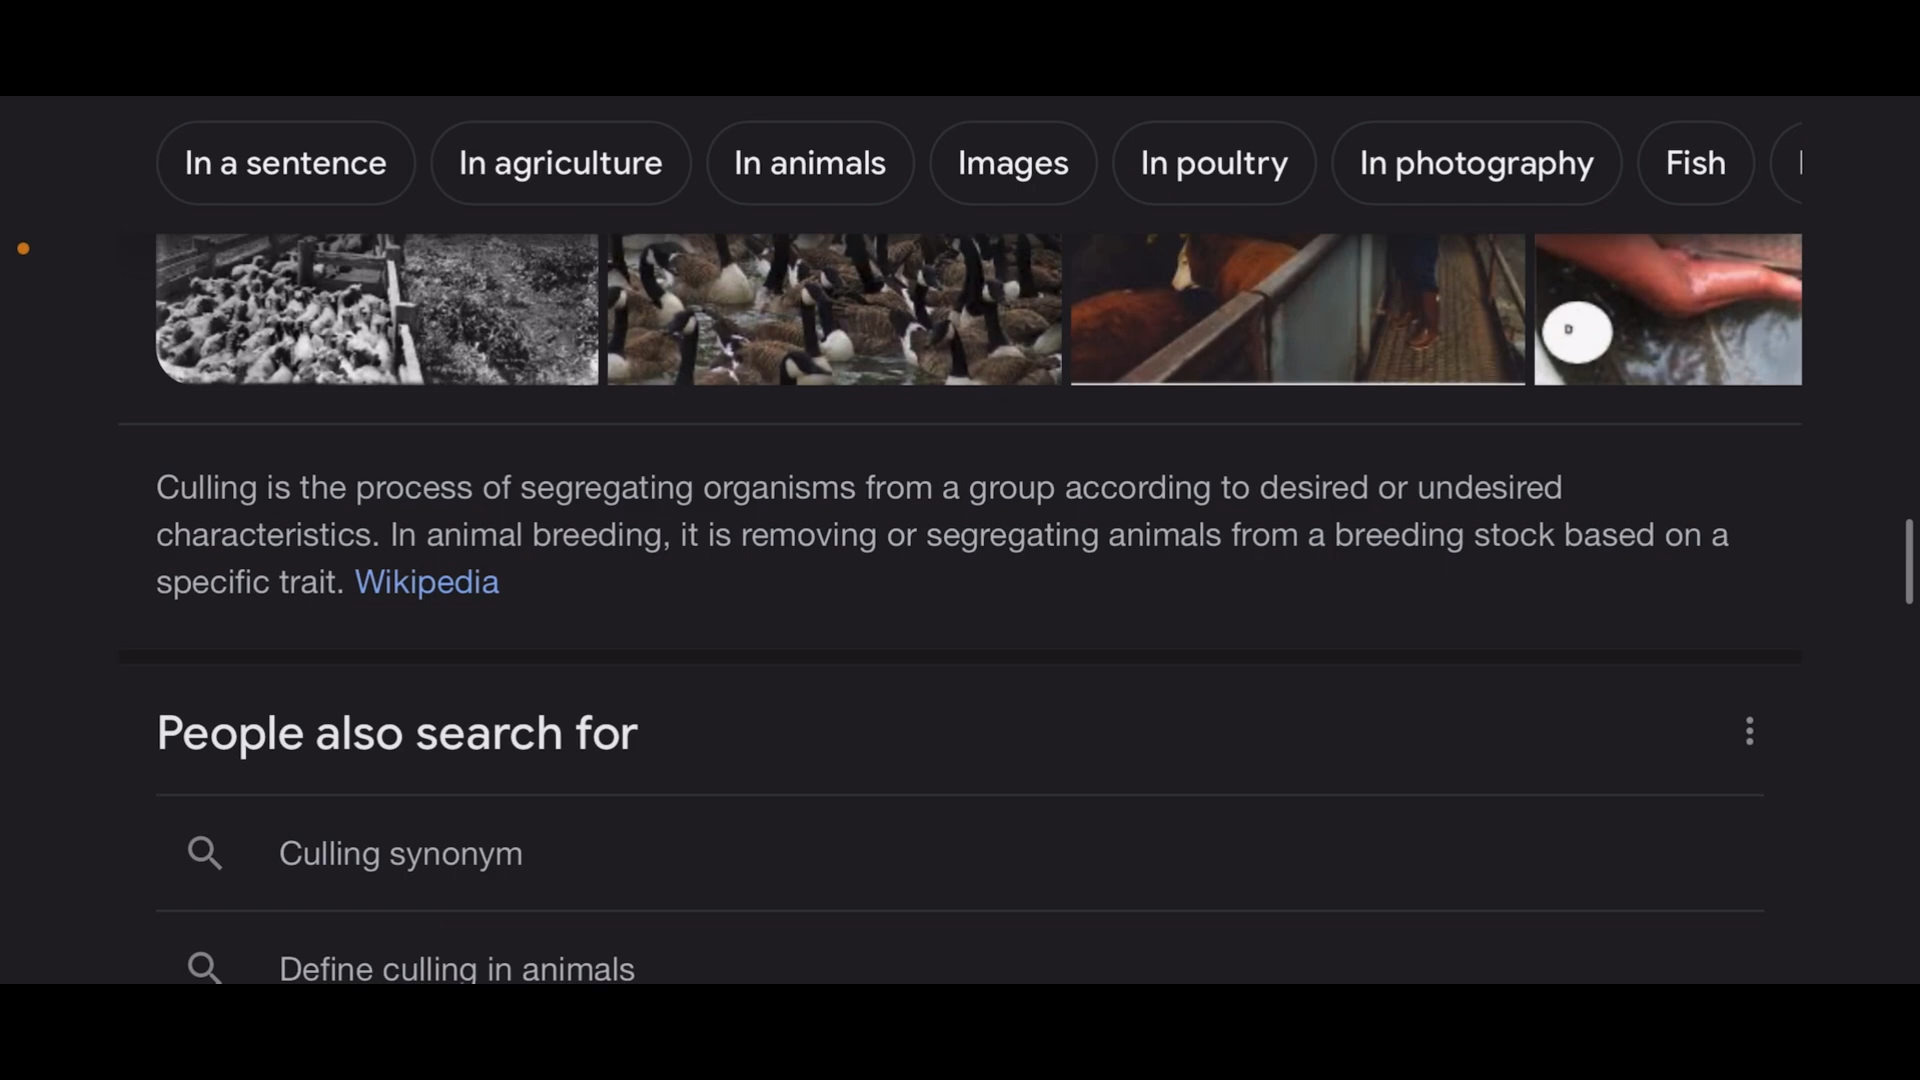 In a sentence In agriculture In animals Images In poultry In photography Fish
D
Culling is the process of segregating organisms from a group according to desired or undesired
characteristics. In animal breeding, it is removing or segregating animals from a breeding stock based on a
specific trait. Wikipedia
People also search for
Culling synonym
Define culling in animals